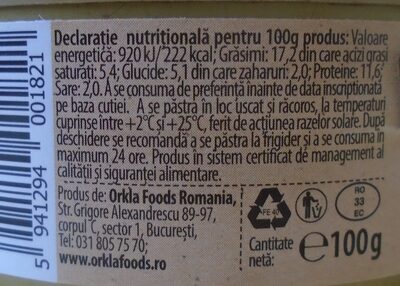 Declarație nutrițională pentru 100g produs: Valoare
energetică: 920 kJ/222 kcal; Grăsimi: 17,2 din care acizi grași
saturați: 5,4; Glucide: 5,1 din care zaharuri: 2,0; Proteine: 11,6;
Sare: 2,0. A se consuma de preferință înainte de data inscripționată
pe baza cutiei. A se păstra în loc uscat și răcoros, la temperaturi
cuprinse între +2°C și +25°C, ferit de acțiunea razelor solare. După
deschidere se recomandă a se păstra la frigider și a se consuma în
maximum 24 ore. Produs în sistem certificat de management al
calității și siguranței alimentare.
Produs de: Orkla Foods Romania,
Str. Grigore Alexandrescu 89-97,
corpul C, sector 1, București,
Tel: 031 805 75 70;
www.orklafoods.ro
FE 40
RO
33
EC
Cantitate
netă: e 100g
5 941294 001821